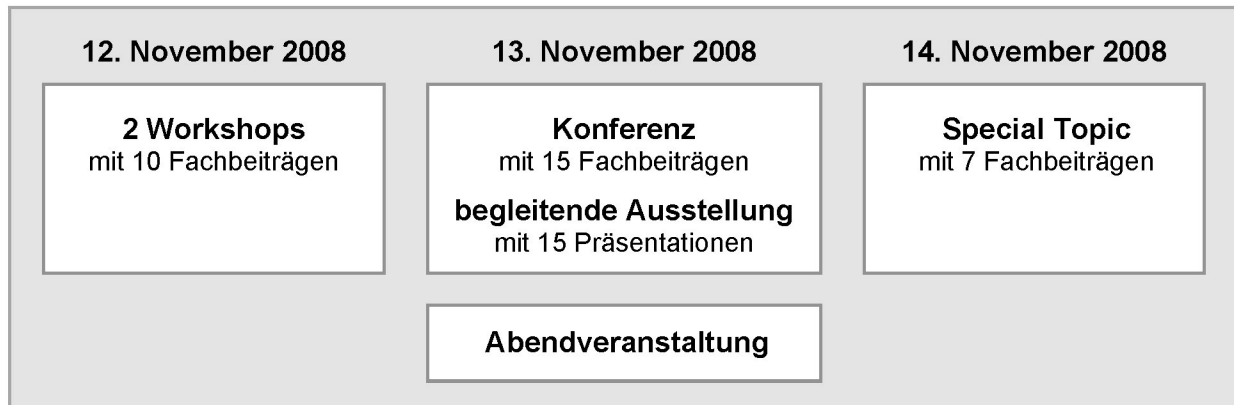 12. November 2008
2 Workshops
mit 10 Fachbeiträgen
13. November 2008
Konferenz
mit 15 Fachbeiträgen
begleitende Ausstellung
mit 15 Präsentationen
Abendveranstaltung
14. November 2008
Special Topic
mit 7 Fachbeiträgen